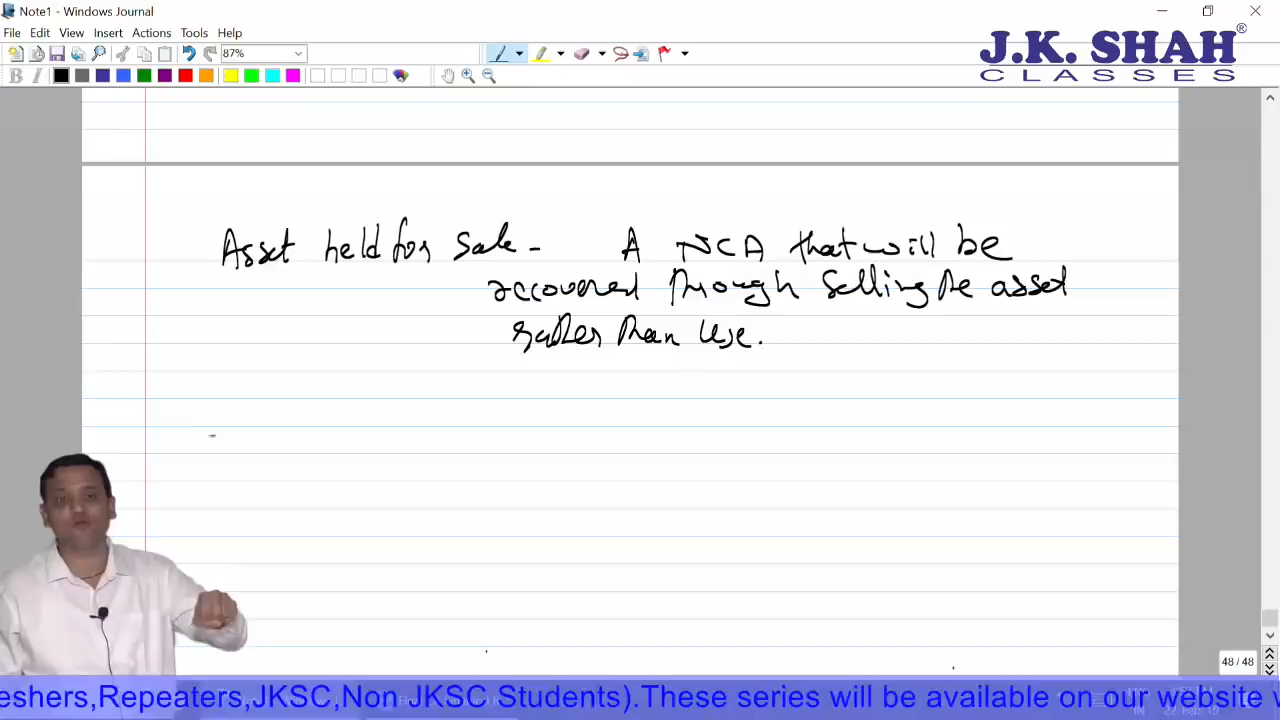 Note1 - Windows Journal
File Edit View Insert Actions Tools Help
87%
B I
J.K. SHAH®
CLASSES
Asset held for Sale - A NCA that will be
recovered through Selling the asset
rather than use.
48 / 48
eshers,Repeaters,JKSC,Non JKSC Students).These series will be available on our website w